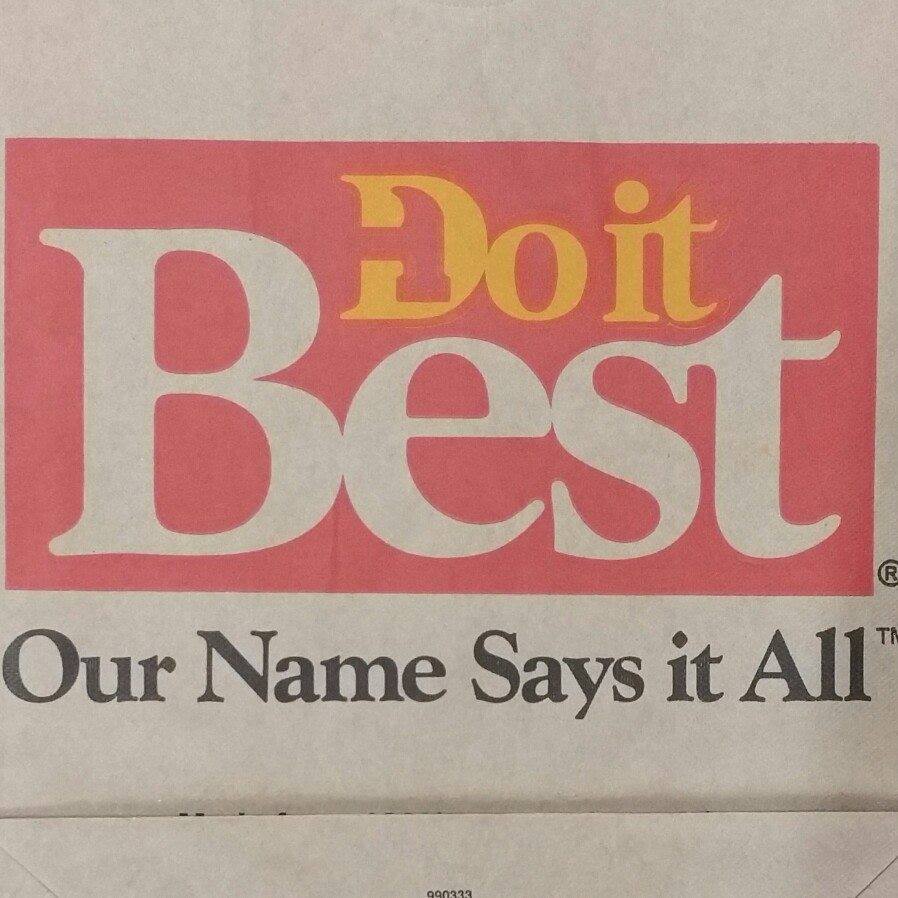 Do it
Best
®
Our Name Says it All™
990333